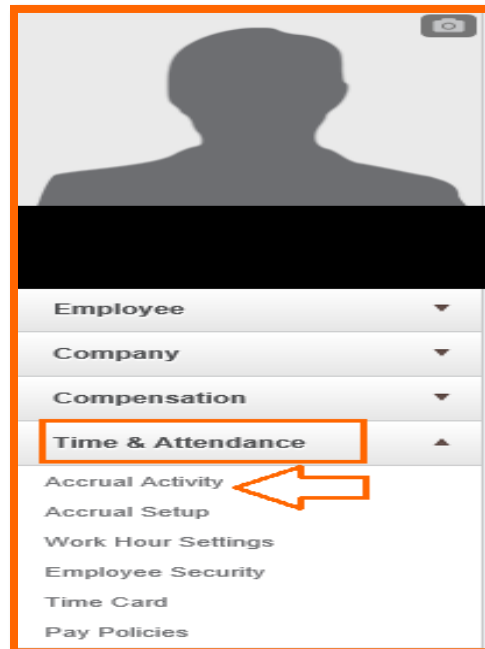 Employee
Company
Compensation
Time & Attendance
Accrual Activity
Accrual Setup
Work Hour Settings
Employee Security
Time Card
Pay Policies